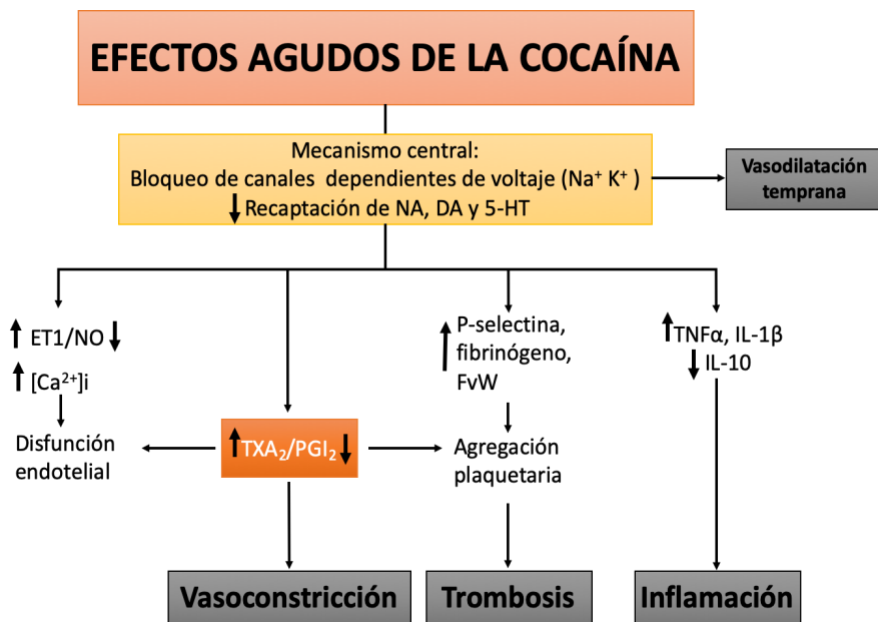 EFECTOS AGUDOS DE LA COCAÍNA
Mecanismo central:
Bloqueo de canales dependientes de voltaje (Na⁺ K⁺ )
↓ Recaptación de NA, DA y 5-HT
Vasodilatación
temprana
↑ ET1/NO ↓
↑ [Ca²⁺]i
Disfunción
endotelial
↑TXA₂/PGI₂↓
↑ P-selectina,
fibrinógeno,
FvW
Agregación
plaquetaria
↑TNFα, IL-1β
↓ IL-10
Vasoconstricción
Trombosis
Inflamación